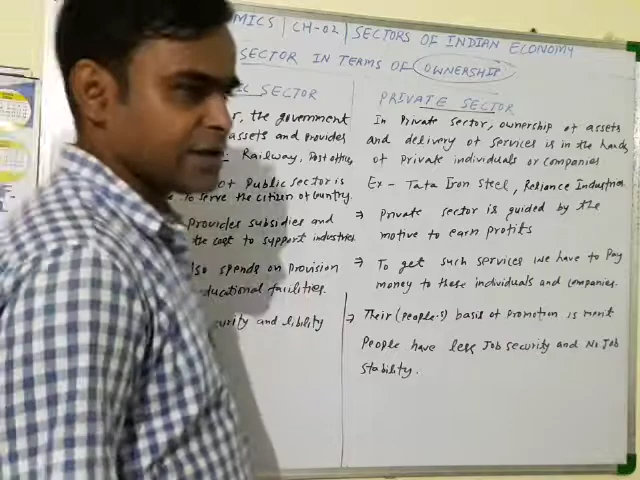 MICS | CH-02 | SECTORS OF INDIAN ECONOMY
SECTOR IN TERMS OF OWNERSHIP
IC SECTOR
r, the government
assets and provides
: Railway, Post office
of Public sector is
. To serve the citizen of country.
provides subsidies and
the cost to support industries.
lso spends on provision
ducational facilities.
curity and libility
PRIVATE SECTOR
In Private sector, ownership of assets
and delivery of services is in the hands
of Private individuals or companies
Ex - Tata Iron Steel, Reliance Industries
⇒ Private sector is guided by the
motive to earn profits
⇒ To get such services we have to Pay
money to these individuals and companies.
⇒ Their (people's) basis of promotion is merit
People have less Job security and No Job
stability.